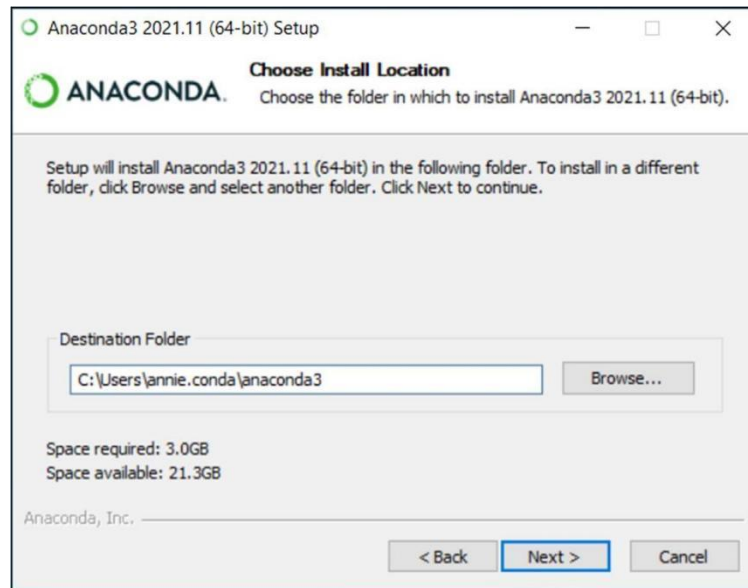 Anaconda3 2021.11 (64-bit) Setup
ANACONDA.
Choose Install Location
Choose the folder in which to install Anaconda3 2021.11 (64-bit).
Setup will install Anaconda3 2021.11 (64-bit) in the following folder. To install in a different
folder, click Browse and select another folder. Click Next to continue.
Destination Folder
C:\Users\annie.conda\anaconda3
Browse...
Space required: 3.0GB
Space available: 21.3GB
Anaconda, Inc.
< Back
Next >
Cancel